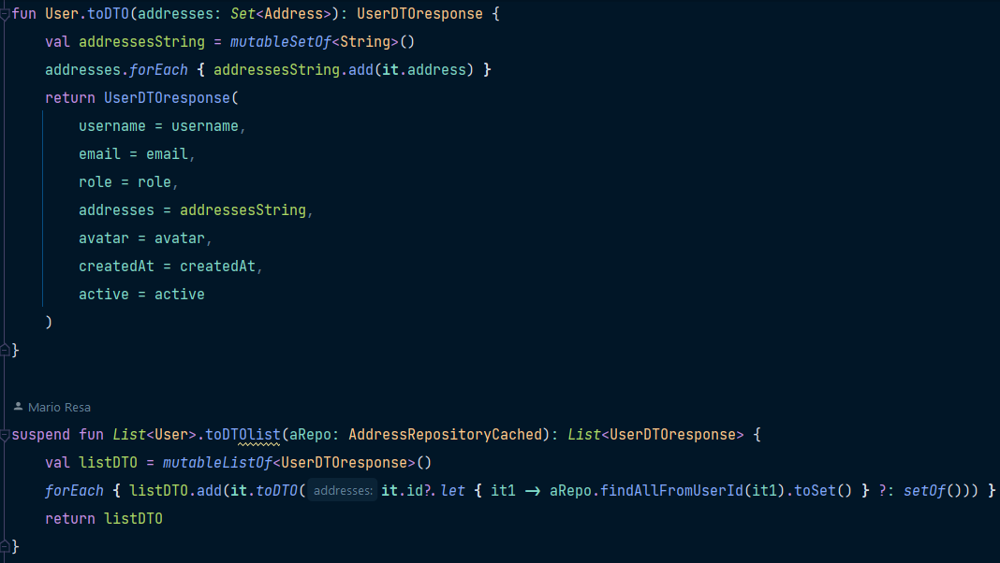 fun User.toDTO(addresses: Set<Address>): UserDTOresponse {
    val addressesString = mutableSetOf<String>()
    addresses.forEach { addressesString.add(it.address) }
    return UserDTOresponse(
        username = username,
        email = email,
        role = role,
        addresses = addressesString,
        avatar = avatar,
        createdAt = createdAt,
        active = active
    )
}
Mario Resa
suspend fun List<User>.toDTOlist(aRepo: AddressRepositoryCached): List<UserDTOresponse> {
    val listDTO = mutableListOf<UserDTOresponse>()
    forEach { listDTO.add(it.toDTO( addresses: it.id?.let { it1 → aRepo.findAllFromUserId(it1).toSet() } ?: setOf())) }
    return listDTO
}